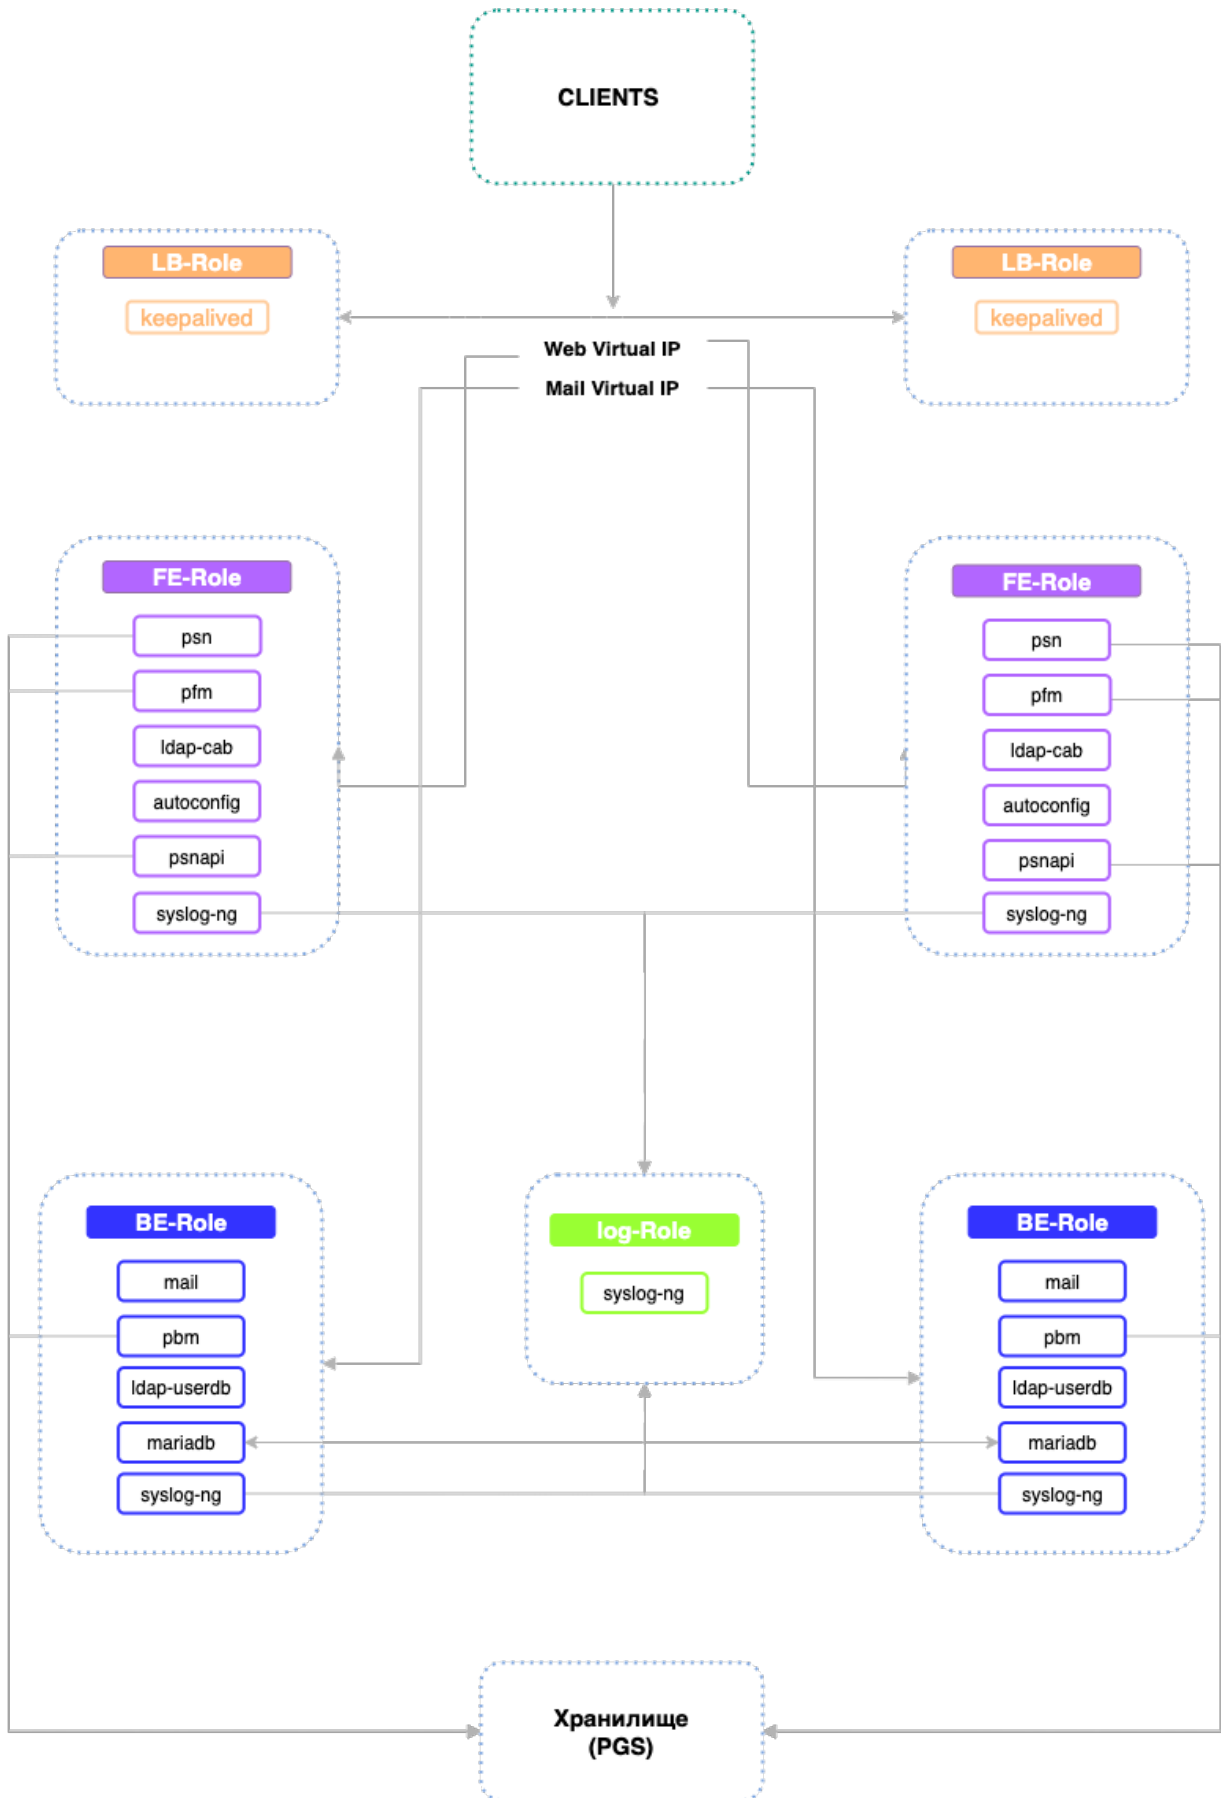 CLIENTS
LB-Role
keepalived
LB-Role
keepalived
Web Virtual IP
Mail Virtual IP
FE-Role
psn
pfm
ldap-cab
autoconfig
psnapi
syslog-ng
FE-Role
psn
pfm
ldap-cab
autoconfig
psnapi
syslog-ng
BE-Role
mail
pbm
ldap-userdb
mariadb
syslog-ng
log-Role
syslog-ng
BE-Role
mail
pbm
ldap-userdb
mariadb
syslog-ng
Хранилище
(PGS)